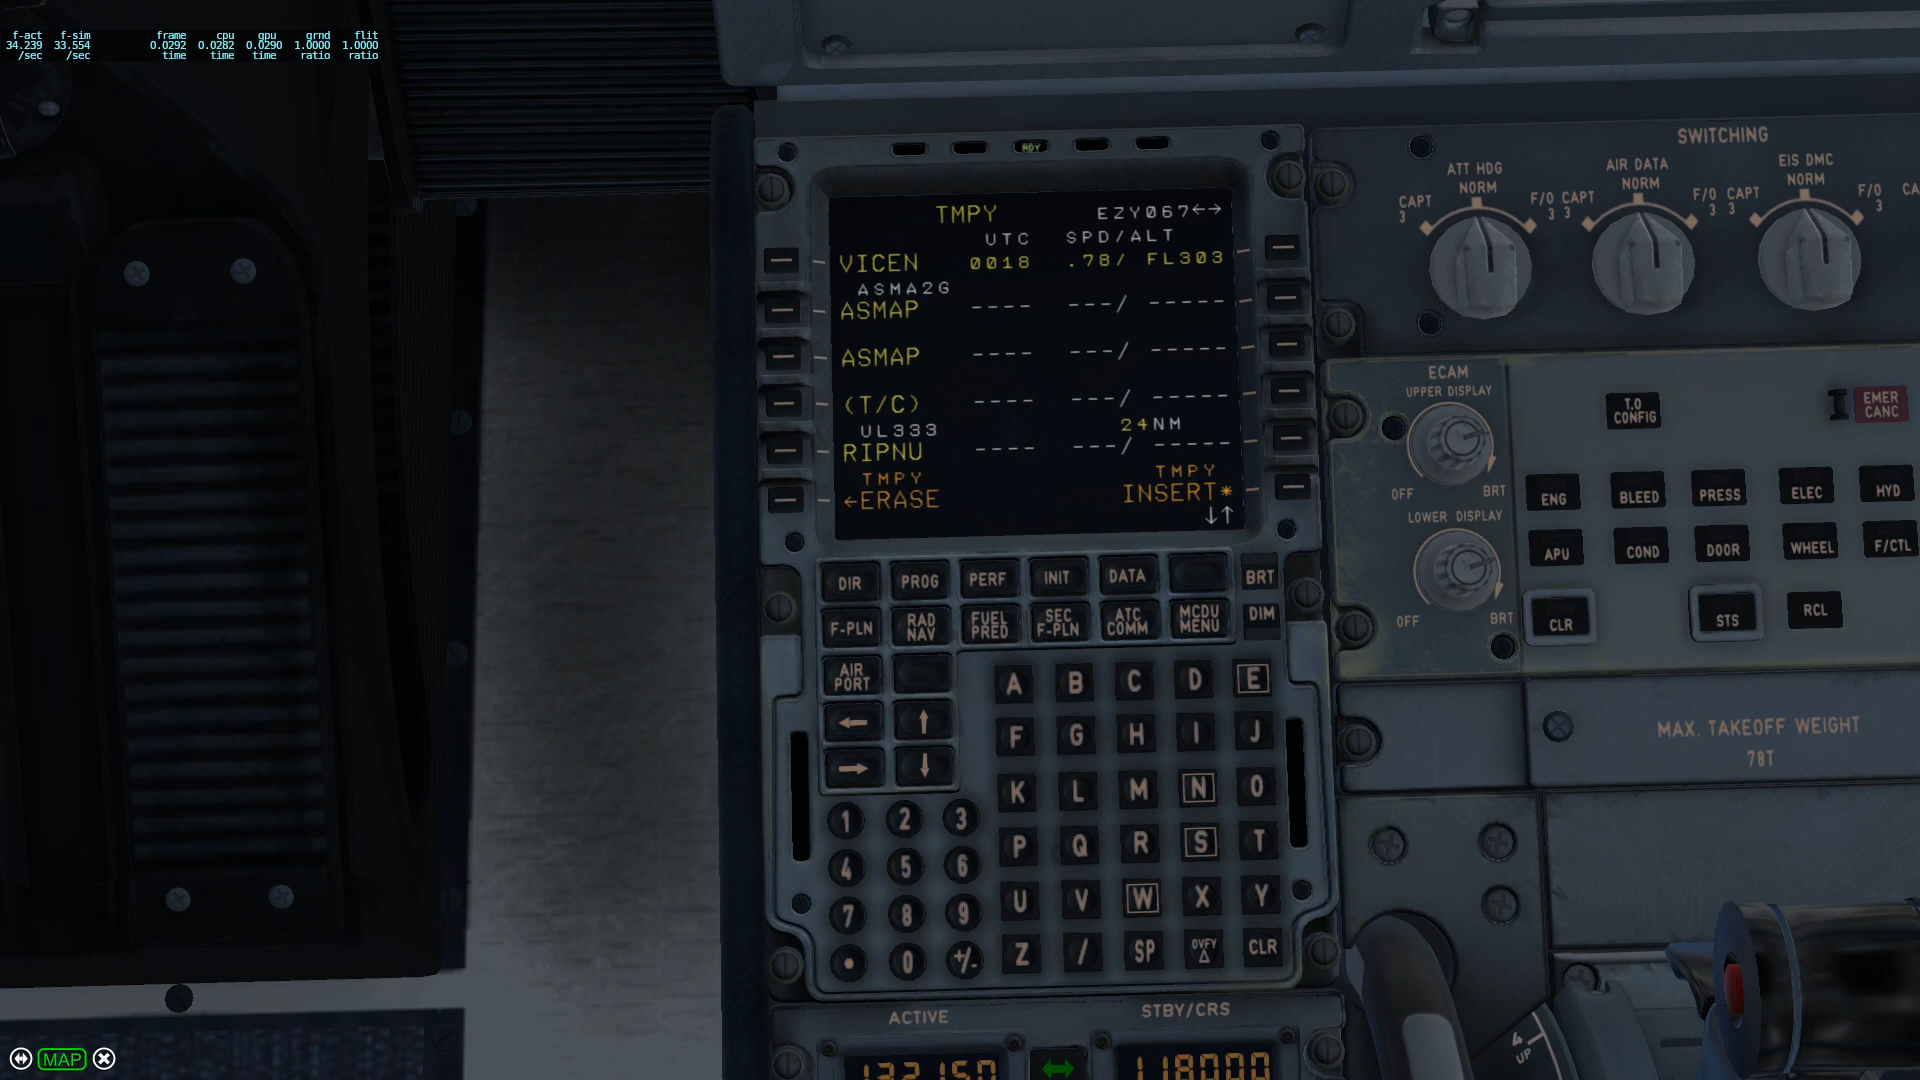 f-act f-sim frame cpu gpu grnd flit
34.239 33.554 0.0292 0.0282 0.0290 1.0000 1.0000
/sec /sec time time time ratio ratio
RDY
TMPY EZY067←→
UTC SPD/ALT
VICEN 0018 .78/ FL303
ASMA2G
ASMAP ---- ---/ -----
ASMAP ---- ---/ -----
(T/C) ---- ---/ -----
UL333 24NM
RIPNU ---- ---/ -----
TMPY TMPY
←ERASE INSERT*
↓↑
DIR PROG PERF INIT DATA BRT
F-PLN RAD NAV FUEL PRED SEC F-PLN ATC COMM MCDU MENU DIM
AIR PORT
← ↑
→ ↓
A B C D E
F G H I J
K L M N O
P Q R S T
U V W X Y
Z / SP OVFY △ CLR
1 2 3
4 5 6
7 8 9
. 0 +/-
ACTIVE STBY/CRS
132150 118000
SWITCHING
ATT HDG AIR DATA EIS DMC
NORM NORM NORM
CAPT 3 F/O 3 CAPT 3 F/O 3 CAPT 3 F/O 3 CA
ECAM
UPPER DISPLAY
OFF BRT
LOWER DISPLAY
OFF BRT
T.O CONFIG EMER CANC
ENG BLEED PRESS ELEC HYD
APU COND DOOR WHEEL F/CTL
CLR STS RCL
MAX. TAKEOFF WEIGHT
78T
4
UP
MAP